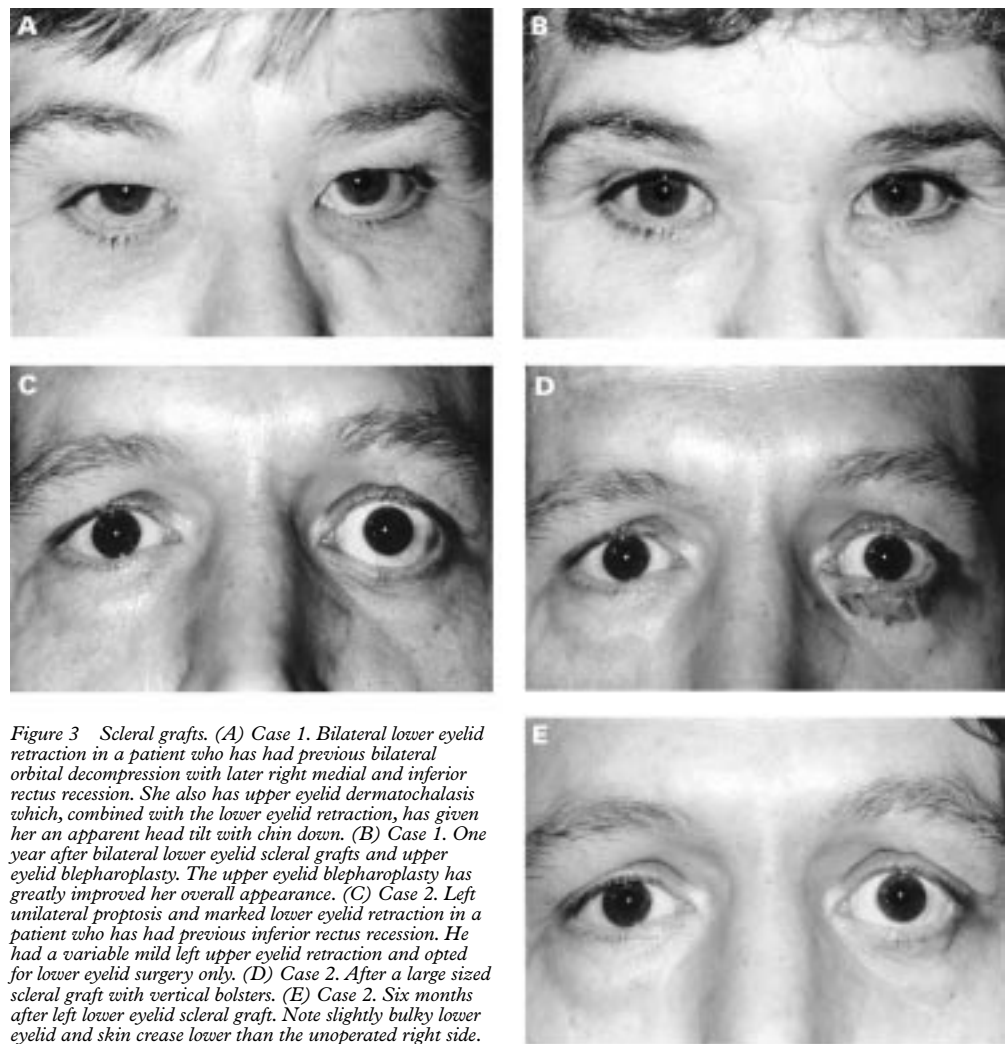 A
B
C
D
E
Figure 3 Scleral grafts. (A) Case 1. Bilateral lower eyelid
retraction in a patient who has had previous bilateral
orbital decompression with later right medial and inferior
rectus recession. She also has upper eyelid dermatochalasis
which, combined with the lower eyelid retraction, has given
her an apparent head tilt with chin down. (B) Case 1. One
year after bilateral lower eyelid scleral grafts and upper
eyelid blepharoplasty. The upper eyelid blepharoplasty has
greatly improved her overall appearance. (C) Case 2. Left
unilateral proptosis and marked lower eyelid retraction in a
patient who has had previous inferior rectus recession. He
had a variable mild left upper eyelid retraction and opted
for lower eyelid surgery only. (D) Case 2. After a large sized
scleral graft with vertical bolsters. (E) Case 2. Six months
after left lower eyelid scleral graft. Note slightly bulky lower
eyelid and skin crease lower than the unoperated right side.